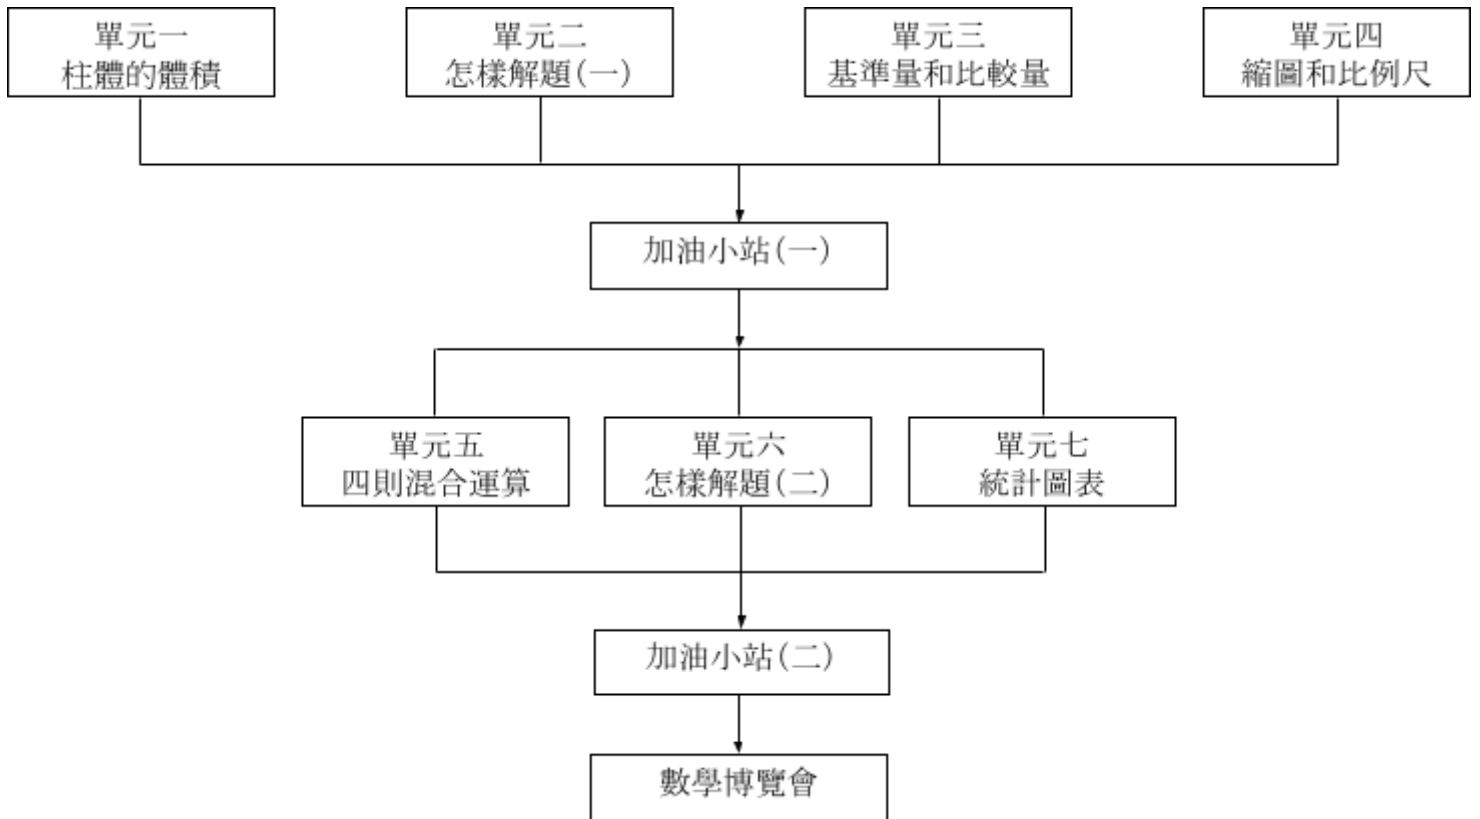 單元一
柱體的體積
單元二
怎樣解題(一)
單元三
基準量和比較量
單元四
縮圖和比例尺
加油小站(一)
單元五
四則混合運算
單元六
怎樣解題(二)
單元七
統計圖表
加油小站(二)
數學博覽會